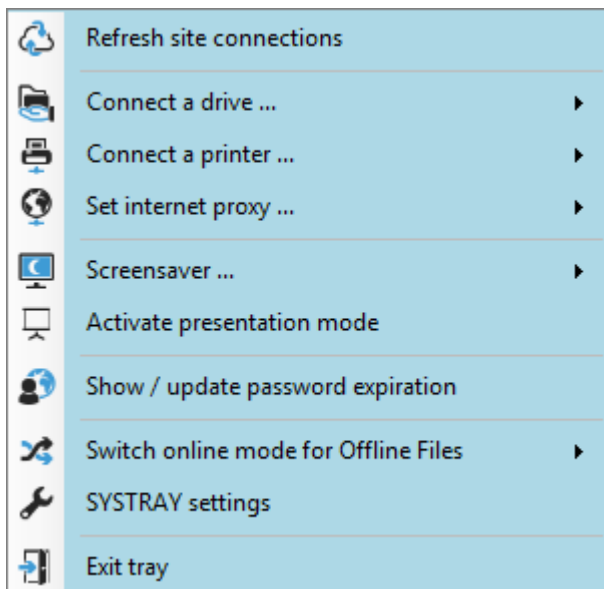 Refresh site connections
Connect a drive ...
Connect a printer ...
Set internet proxy ...
Screensaver ...
Activate presentation mode
Show / update password expiration
Switch online mode for Offline Files
SYSTRAY settings
Exit tray